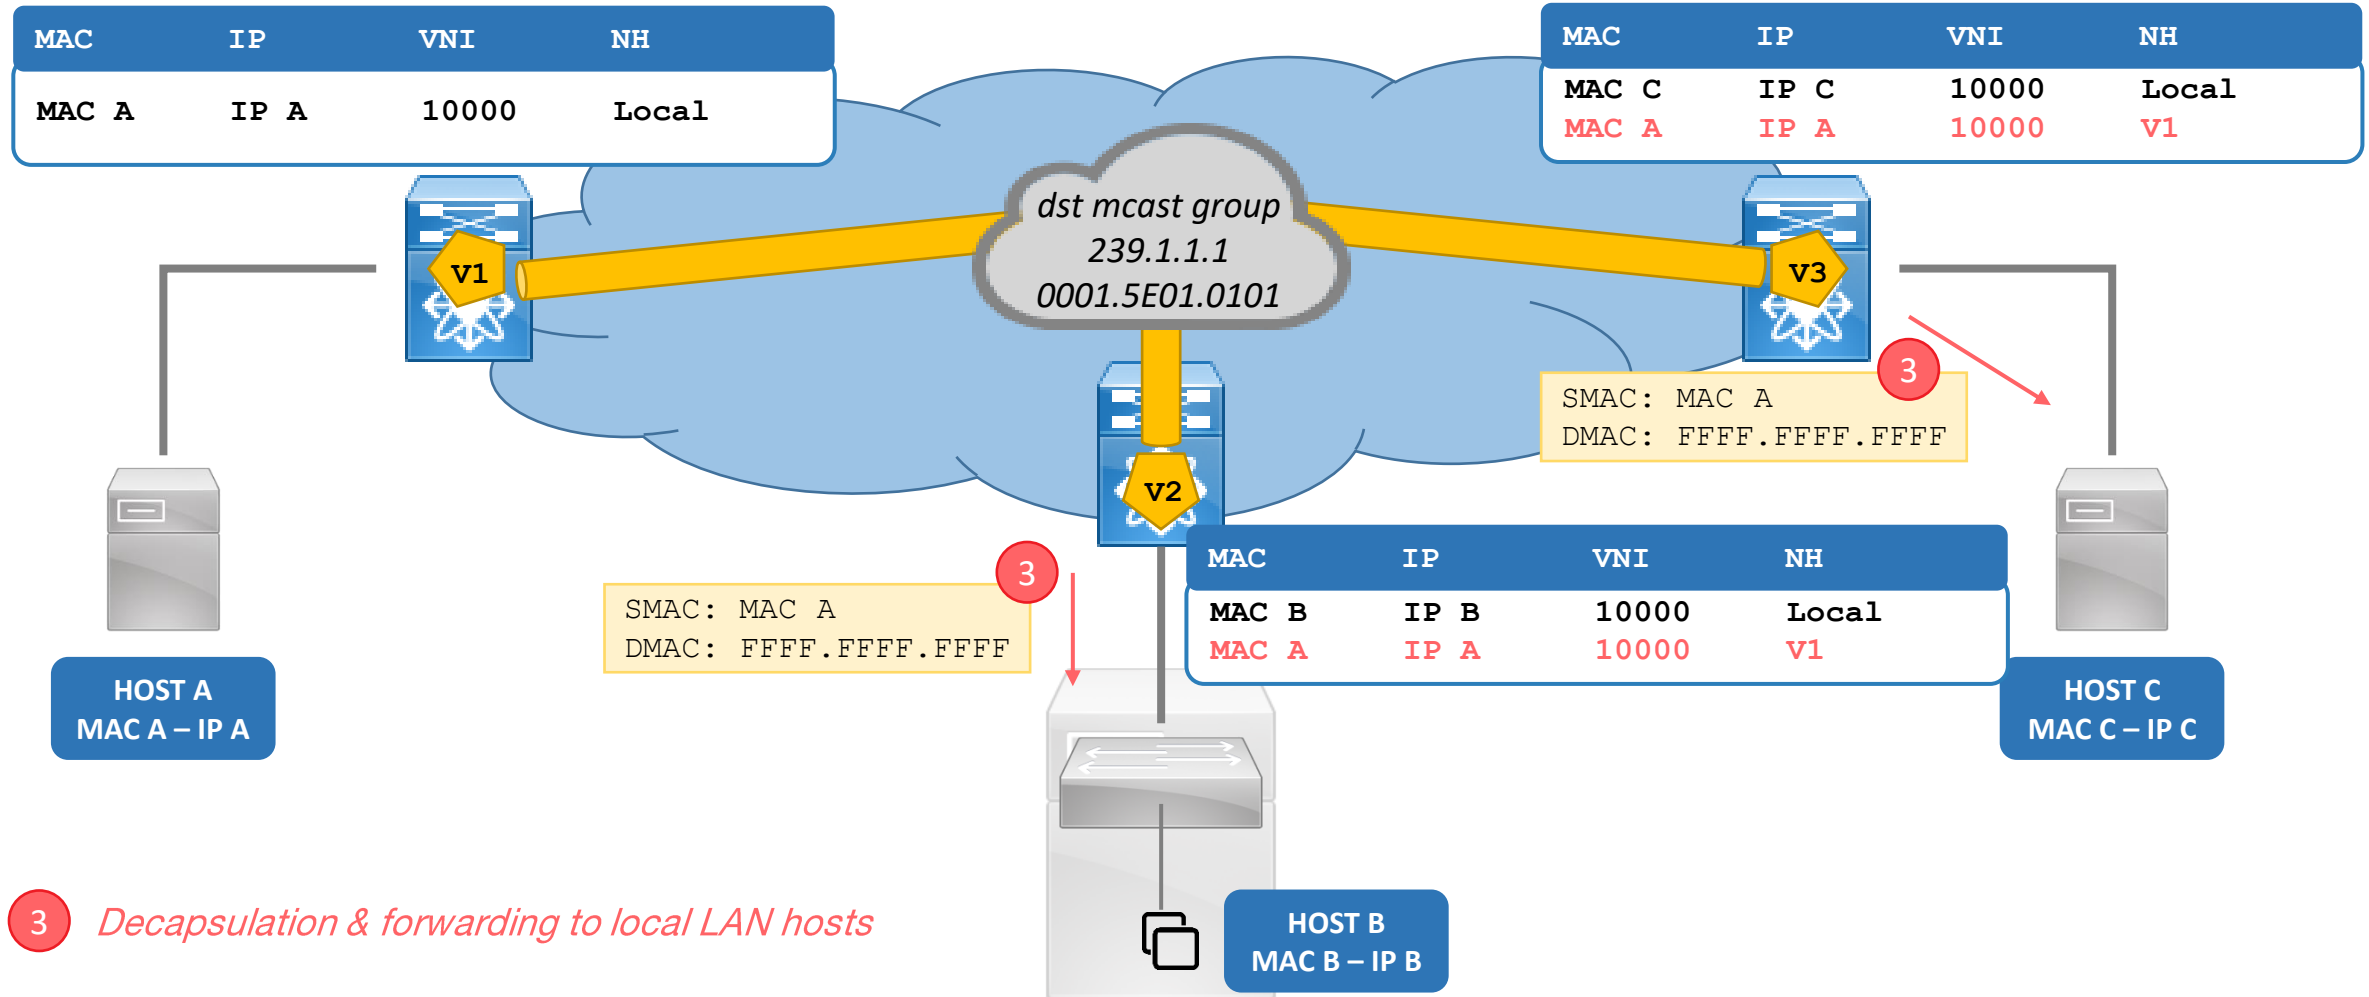 MAC IP VNI NH
MAC A IP A 10000 Local
MAC IP VNI NH
MAC C IP C 10000 Local
MAC A IP A 10000 V1
dst mcast group
239.1.1.1
0001.5E01.0101
V1
V3
V2
3
SMAC: MAC A
DMAC: FFFF.FFFF.FFFF
3
SMAC: MAC A
DMAC: FFFF.FFFF.FFFF
MAC IP VNI NH
MAC B IP B 10000 Local
MAC A IP A 10000 V1
HOST A
MAC A – IP A
HOST C
MAC C – IP C
3 Decapsulation & forwarding to local LAN hosts
HOST B
MAC B – IP B